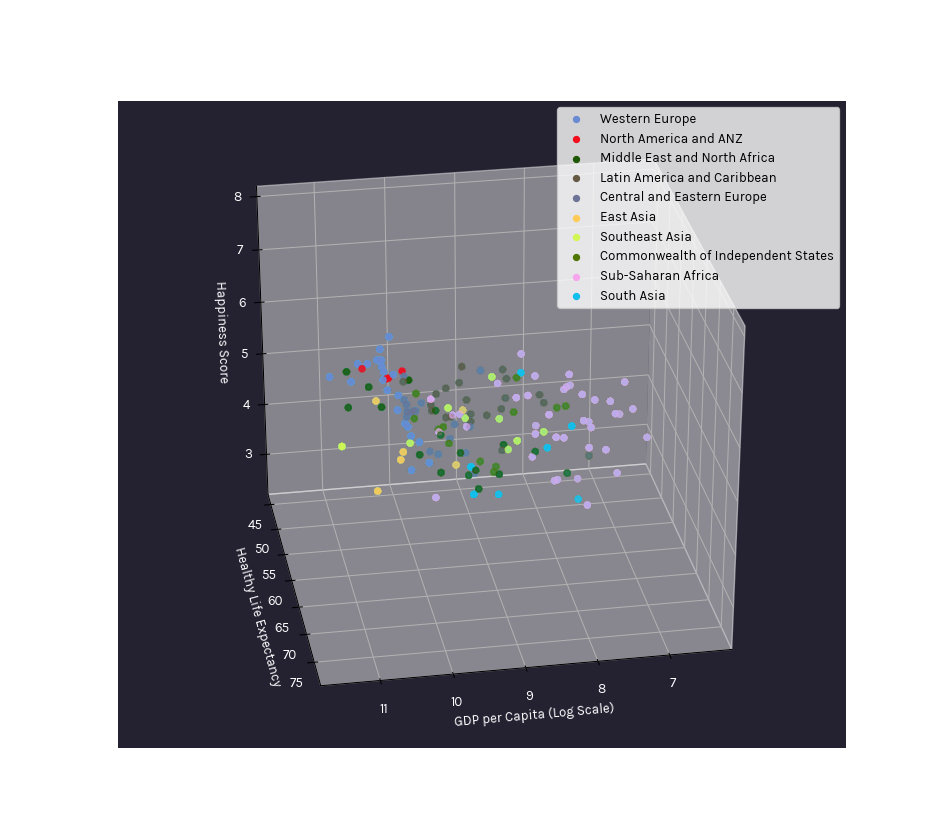 Western Europe
North America and ANZ
Middle East and North Africa
Latin America and Caribbean
Central and Eastern Europe
East Asia
Southeast Asia
Commonwealth of Independent States
Sub-Saharan Africa
South Asia
8
7
6
5
4
3
Happiness Score
45
50
55
60
65
70
75
Healthy Life Expectancy
11
10
9
8
7
GDP per Capita (Log Scale)